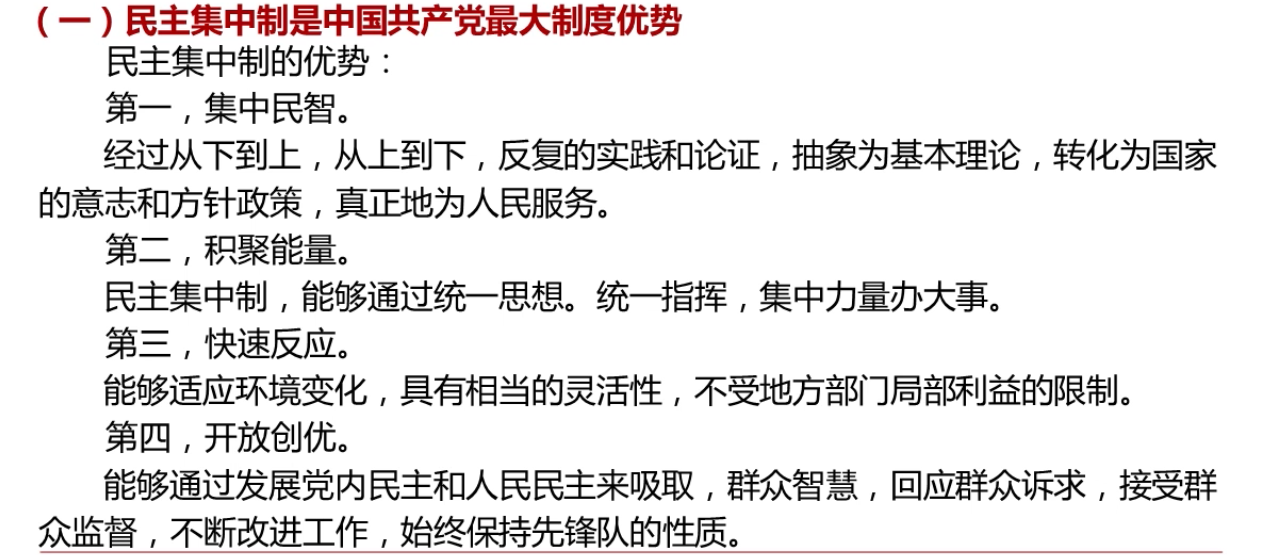 （一）民主集中制是中国共产党最大制度优势
民主集中制的优势：
第一，集中民智。
经过从下到上，从上到下，反复的实践和论证，抽象为基本理论，转化为国家
的意志和方针政策，真正地为人民服务。
第二，积聚能量。
民主集中制，能够通过统一思想。统一指挥，集中力量办大事。
第三，快速反应。
能够适应环境变化，具有相当的灵活性，不受地方部门局部利益的限制。
第四，开放创优。
能够通过发展党内民主和人民民主来吸取，群众智慧，回应群众诉求，接受群
众监督，不断改进工作，始终保持先锋队的性质。